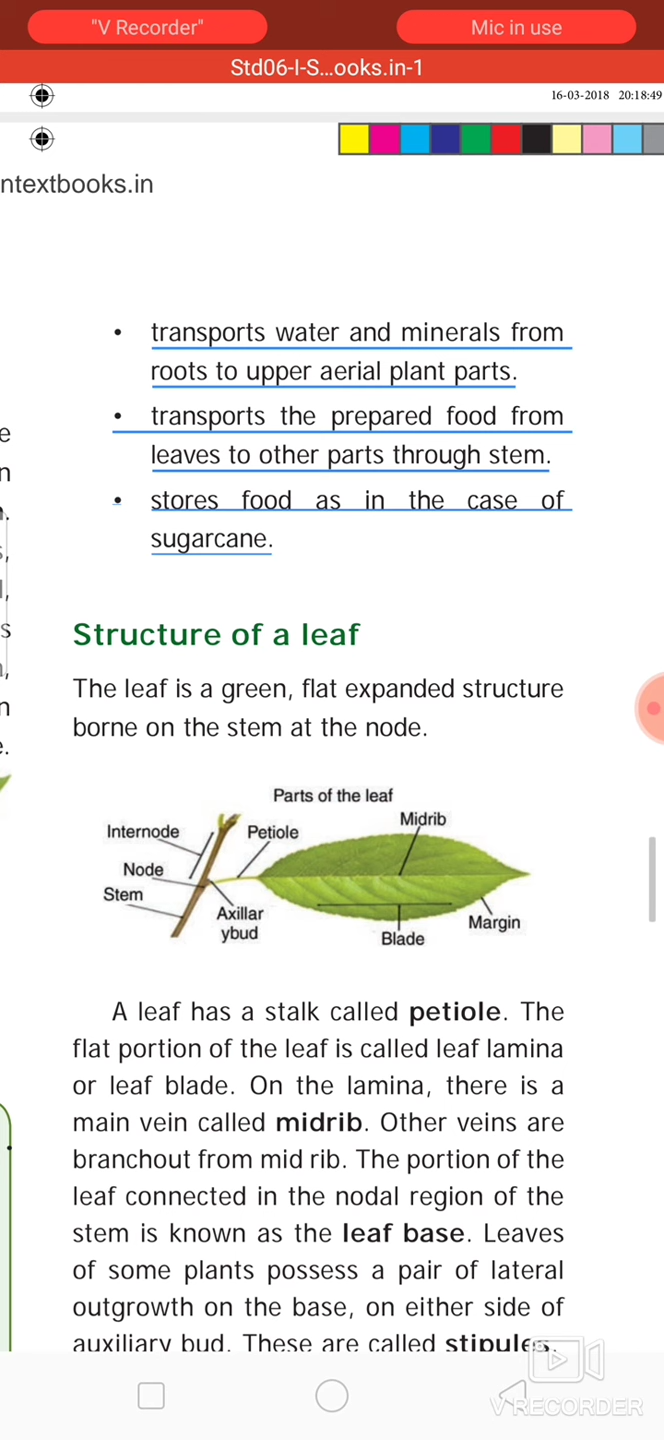 "V Recorder"
Mic in use
Std06-I-S...ooks.in-1
16-03-2018 20:18:49
ntextbooks.in
• transports water and minerals from
roots to upper aerial plant parts.
• transports the prepared food from
leaves to other parts through stem.
• stores food as in the case of
sugarcane.
Structure of a leaf
The leaf is a green, flat expanded structure
borne on the stem at the node.
Parts of the leaf
Internode
Petiole
Midrib
Node
Stem
Axillar
ybud
Blade
Margin
A leaf has a stalk called petiole. The
flat portion of the leaf is called leaf lamina
or leaf blade. On the lamina, there is a
main vein called midrib. Other veins are
branchout from mid rib. The portion of the
leaf connected in the nodal region of the
stem is known as the leaf base. Leaves
of some plants possess a pair of lateral
outgrowth on the base, on either side of
auxiliary bud. These are called stipules.
V RECORDER